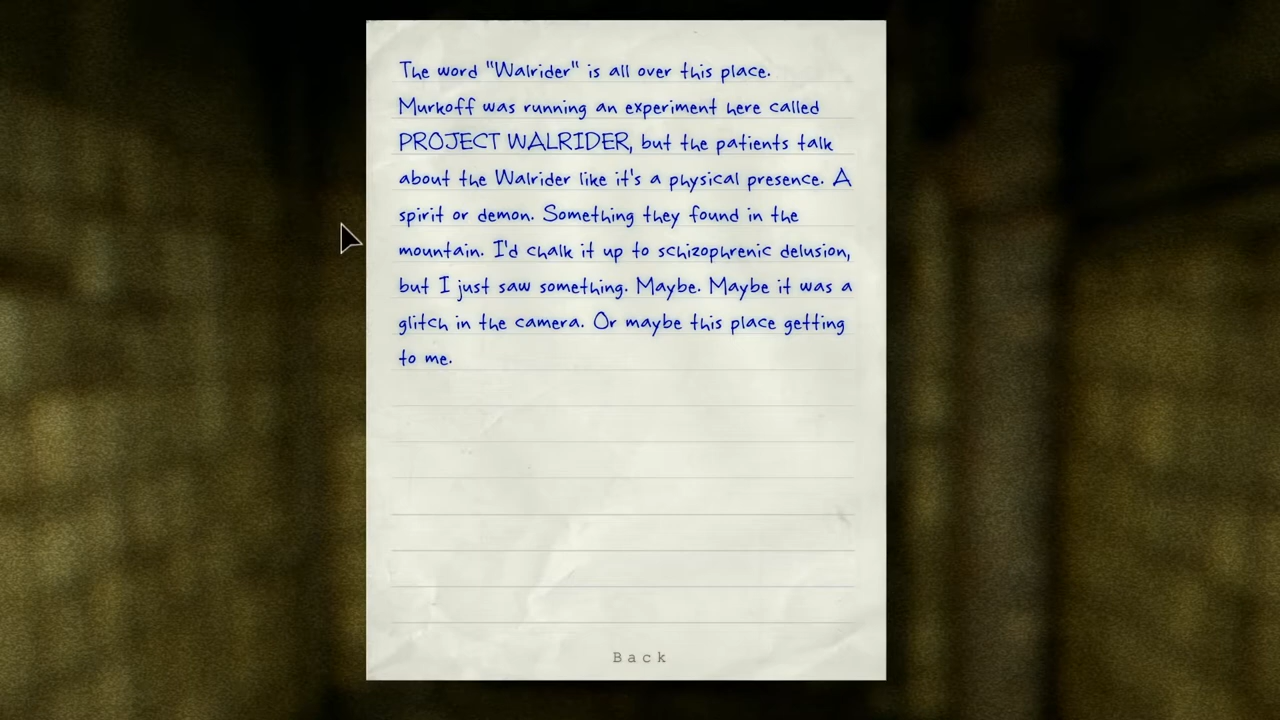 The word "Walrider" is all over this place.
Murkoff was running an experiment here called
PROJECT WALRIDER, but the patients talk
about the Walrider like it's a physical presence. A
spirit or demon. Something they found in the
mountain. I'd chalk it up to schizophrenic delusion,
but I just saw something. Maybe. Maybe it was a
glitch in the camera. Or maybe this place getting
to me.
Back